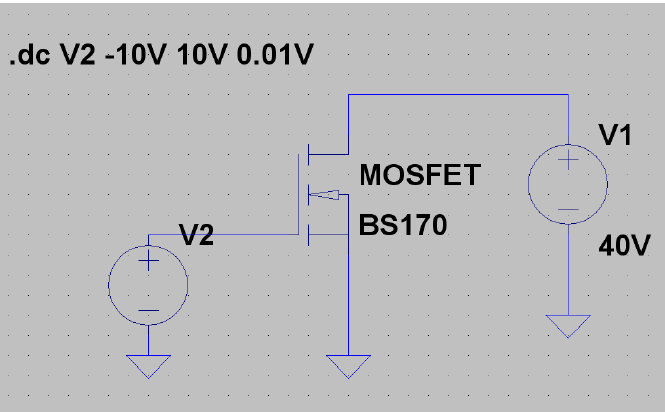 .dc V2 -10V 10V 0.01V
V1
MOSFET
V2
BS170
40V